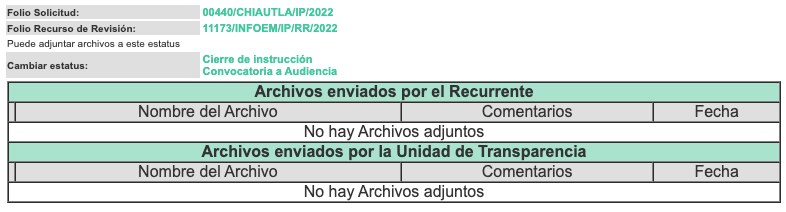 Folio Solicitud: 00440/CHIAUTLA/IP/2022
Folio Recurso de Revisión: 11173/INFOEM/IP/RR/2022
Puede adjuntar archivos a este estatus
Cambiar estatus: Cierre de instrucción
Convocatoria a Audiencia
Archivos enviados por el Recurrente
Nombre del Archivo Comentarios Fecha
No hay Archivos adjuntos
Archivos enviados por la Unidad de Transparencia
Nombre del Archivo Comentarios Fecha
No hay Archivos adjuntos